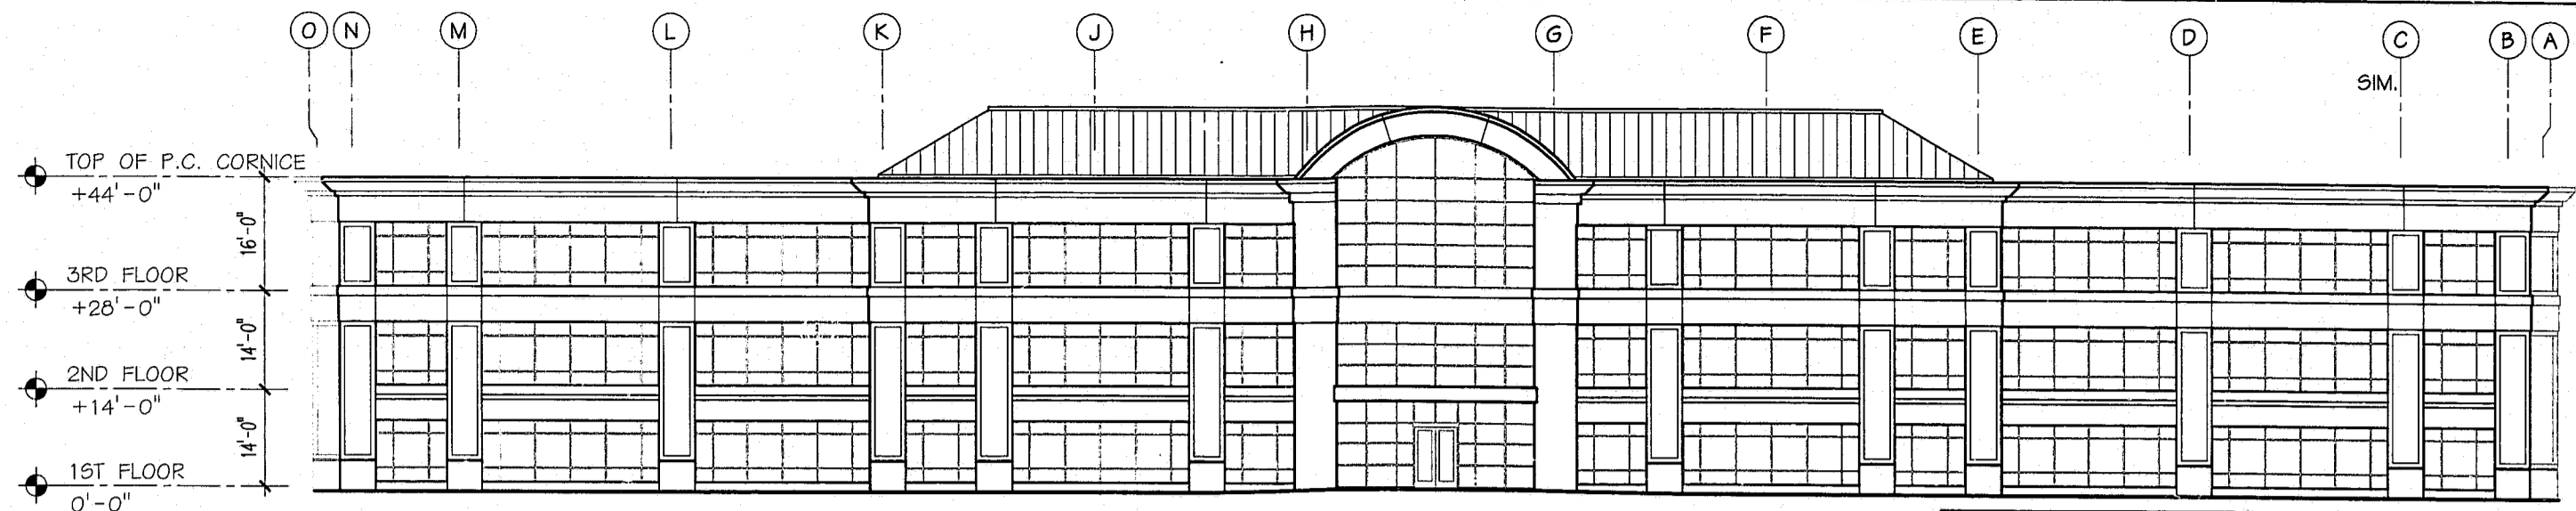 O N M L K J H G F E D C B A
SIM.
TOP OF P.C. CORNICE
+44'-0"
16'-0"
3RD FLOOR
+28'-0"
14'-0"
2ND FLOOR
+14'-0"
14'-0"
1ST FLOOR
0'-0"